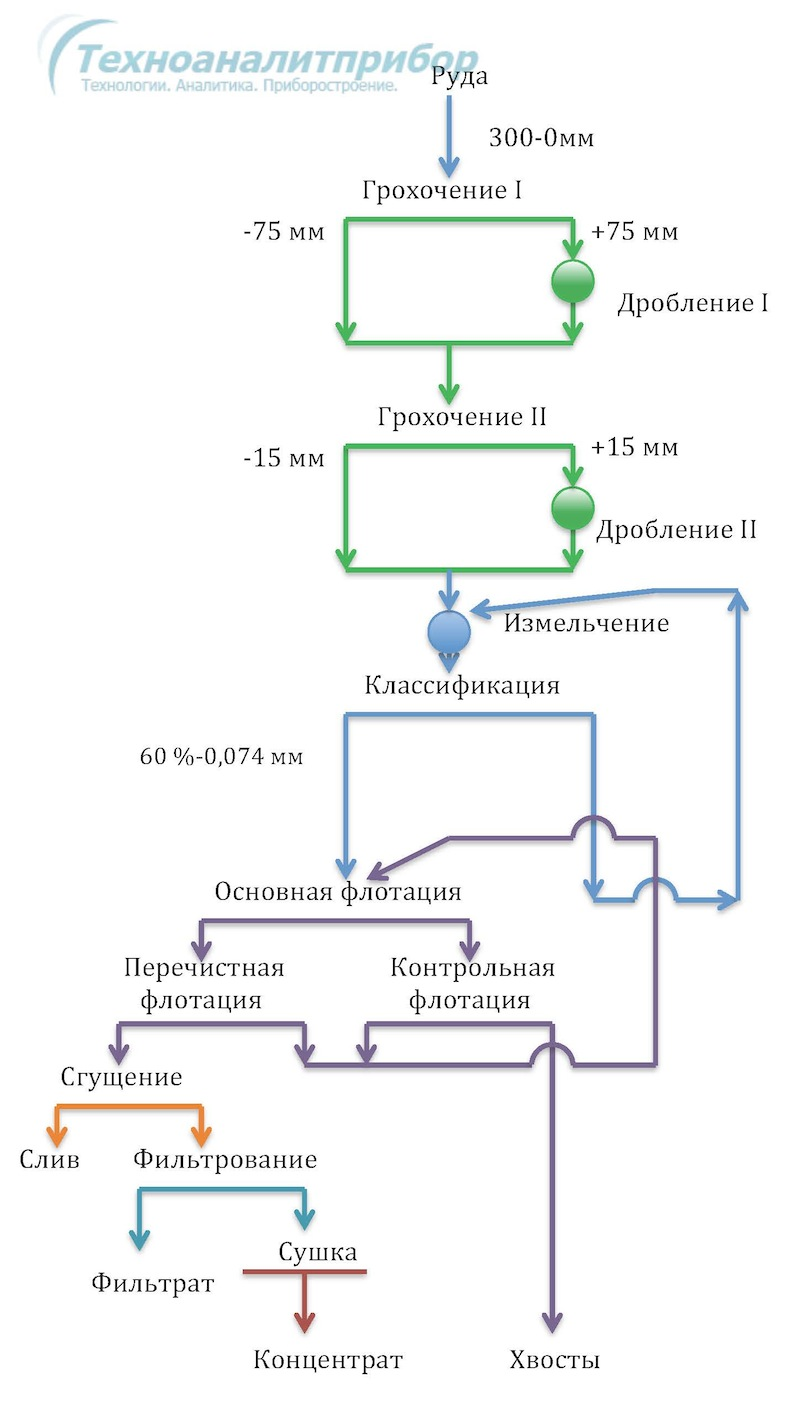 Техноаналитприбор
Технологии. Аналитика. Приборостроение.
Руда
300-0мм
Грохочение I
-75 мм
+75 мм
Дробление I
Грохочение II
-15 мм
+15 мм
Дробление II
Измельчение
Классификация
60 %-0,074 мм
Основная флотация
Перечистная
флотация
Контрольная
флотация
Сгущение
Слив
Фильтрование
Сушка
Фильтрат
Концентрат
Хвосты